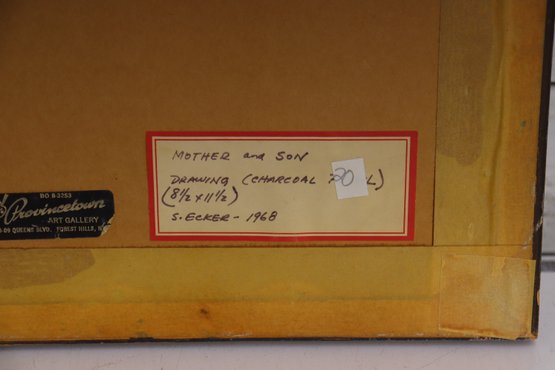 BO 8-3253
Provincetown
ART GALLERY
QUEENS BLVD. FOREST HILLS,
MOTHER and SON
DRAWING (CHARCOAL L)
20
(8½ x 11½)
S. ECKER - 1968